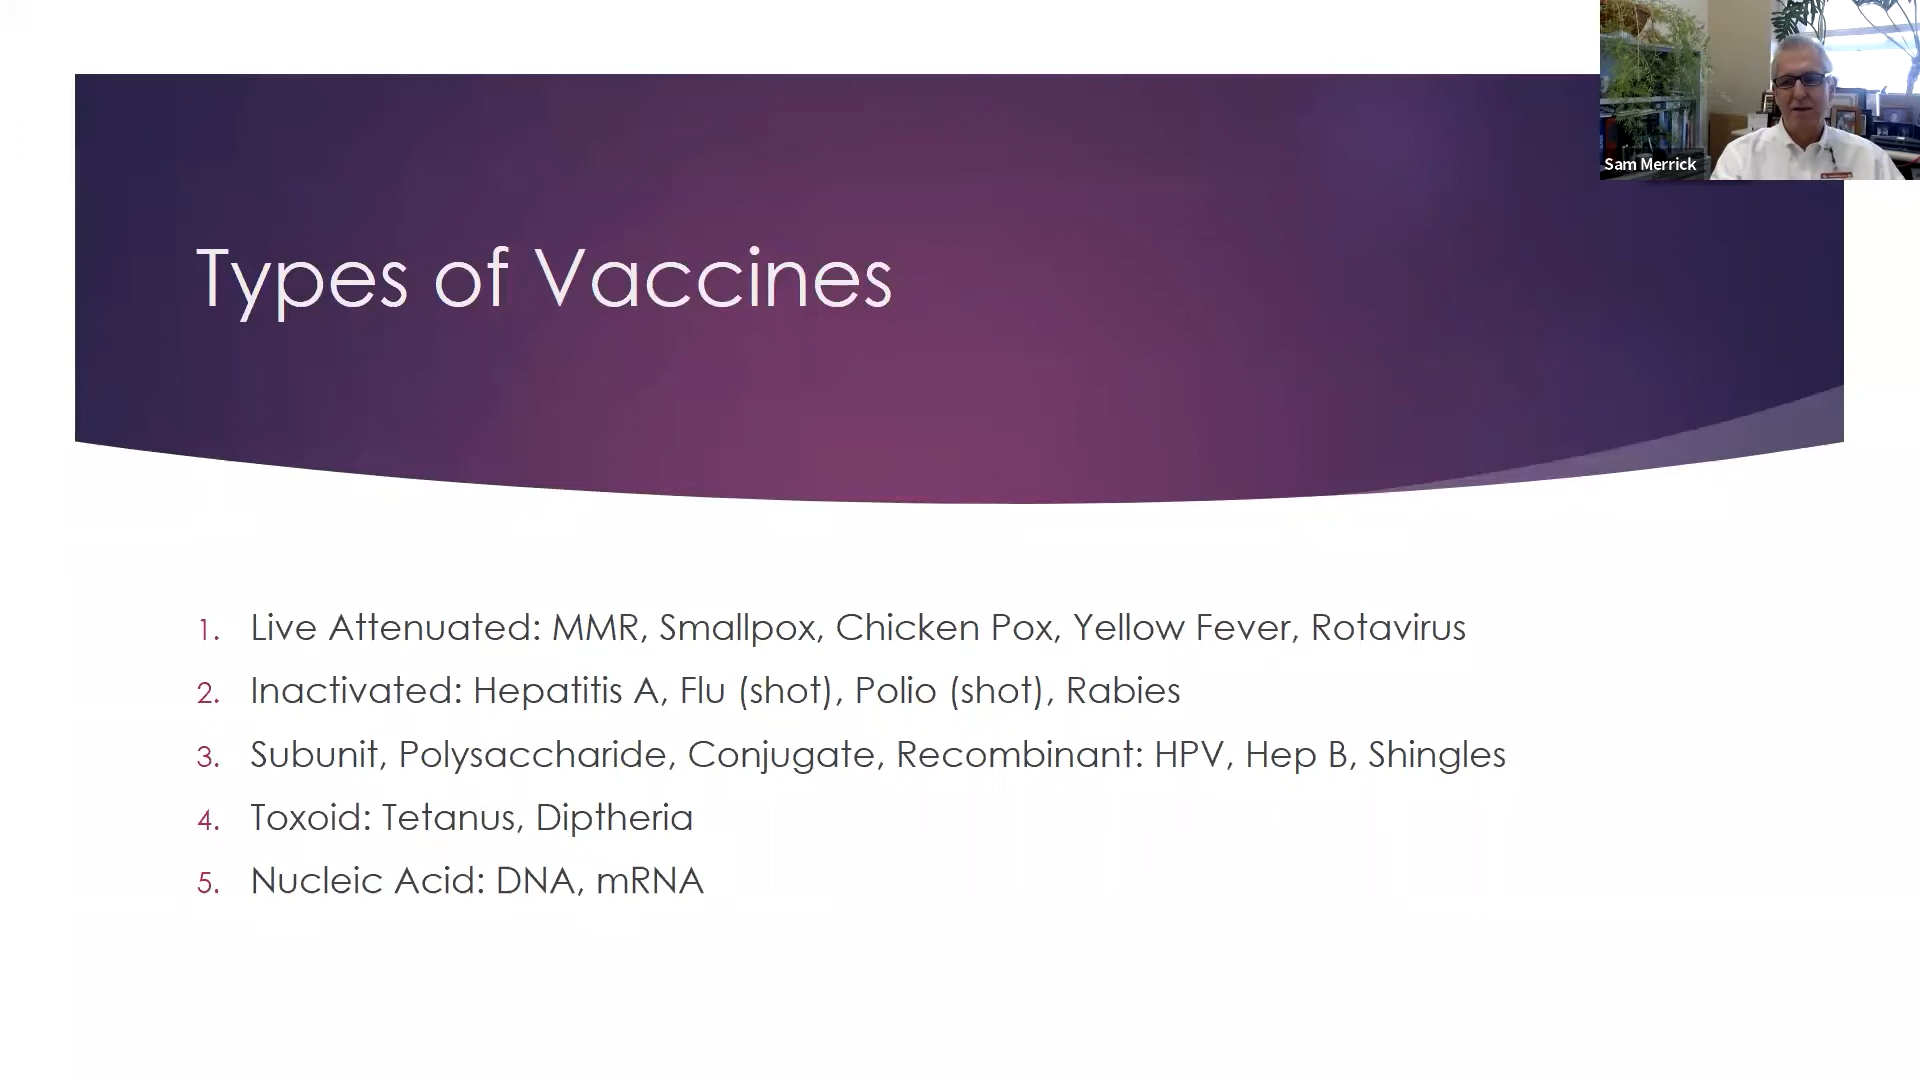 Sam Merrick
Types of Vaccines
1. Live Attenuated: MMR, Smallpox, Chicken Pox, Yellow Fever, Rotavirus
2. Inactivated: Hepatitis A, Flu (shot), Polio (shot), Rabies
3. Subunit, Polysaccharide, Conjugate, Recombinant: HPV, Hep B, Shingles
4. Toxoid: Tetanus, Diptheria
5. Nucleic Acid: DNA, mRNA